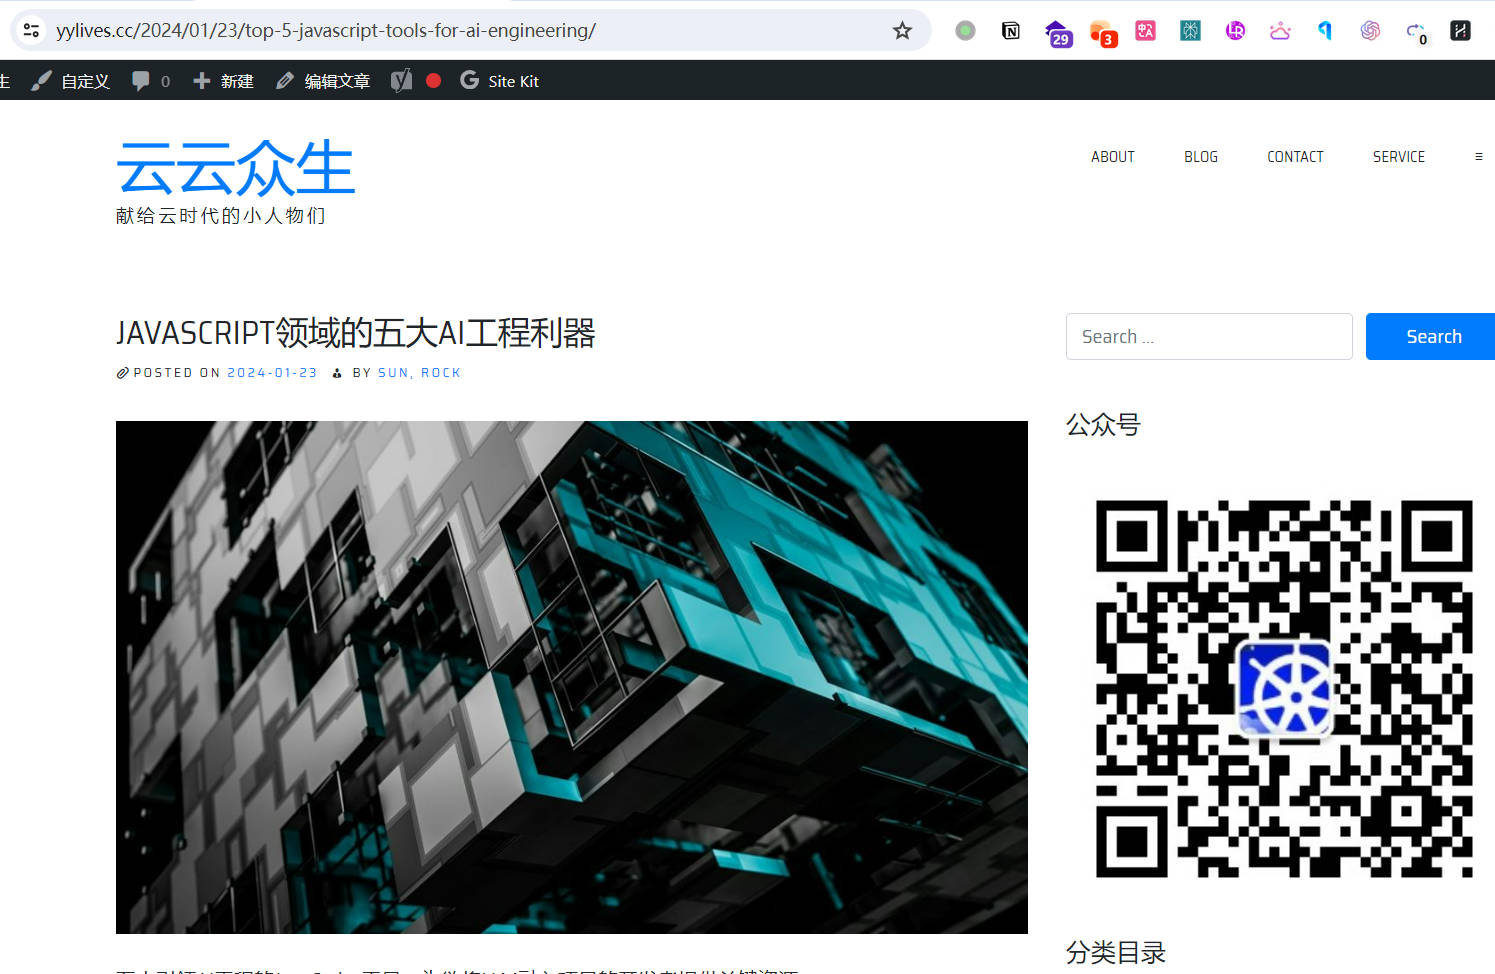 yylives.cc/2024/01/23/top-5-javascript-tools-for-ai-engineering/
29
3
0
生 自定义 0 新建 编辑文章 Site Kit
云云众生
献给云时代的小人物们
ABOUT BLOG CONTACT SERVICE
JAVASCRIPT领域的五大AI工程利器
POSTED ON 2024-01-23 BY SUN, ROCK
Search ...
Search
公众号
分类目录